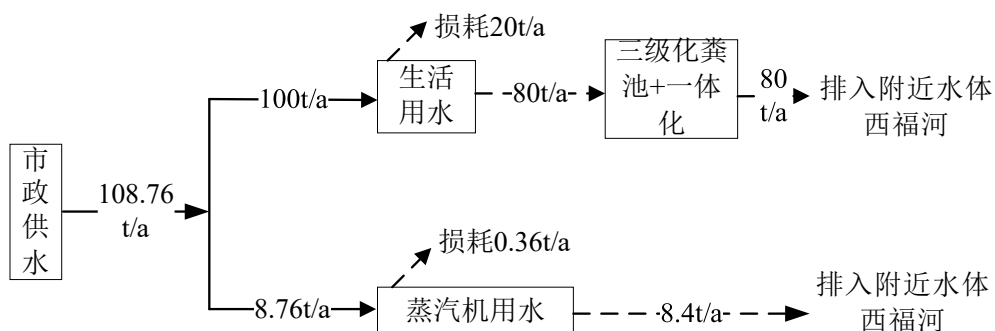 市
政
供
水
108.76
t/a
100t/a
损耗20t/a
生活
用水
80t/a
三级化粪
池+一体
化
80
t/a
排入附近水体
西福河
8.76t/a
损耗0.36t/a
蒸汽机用水
8.4t/a
排入附近水体
西福河